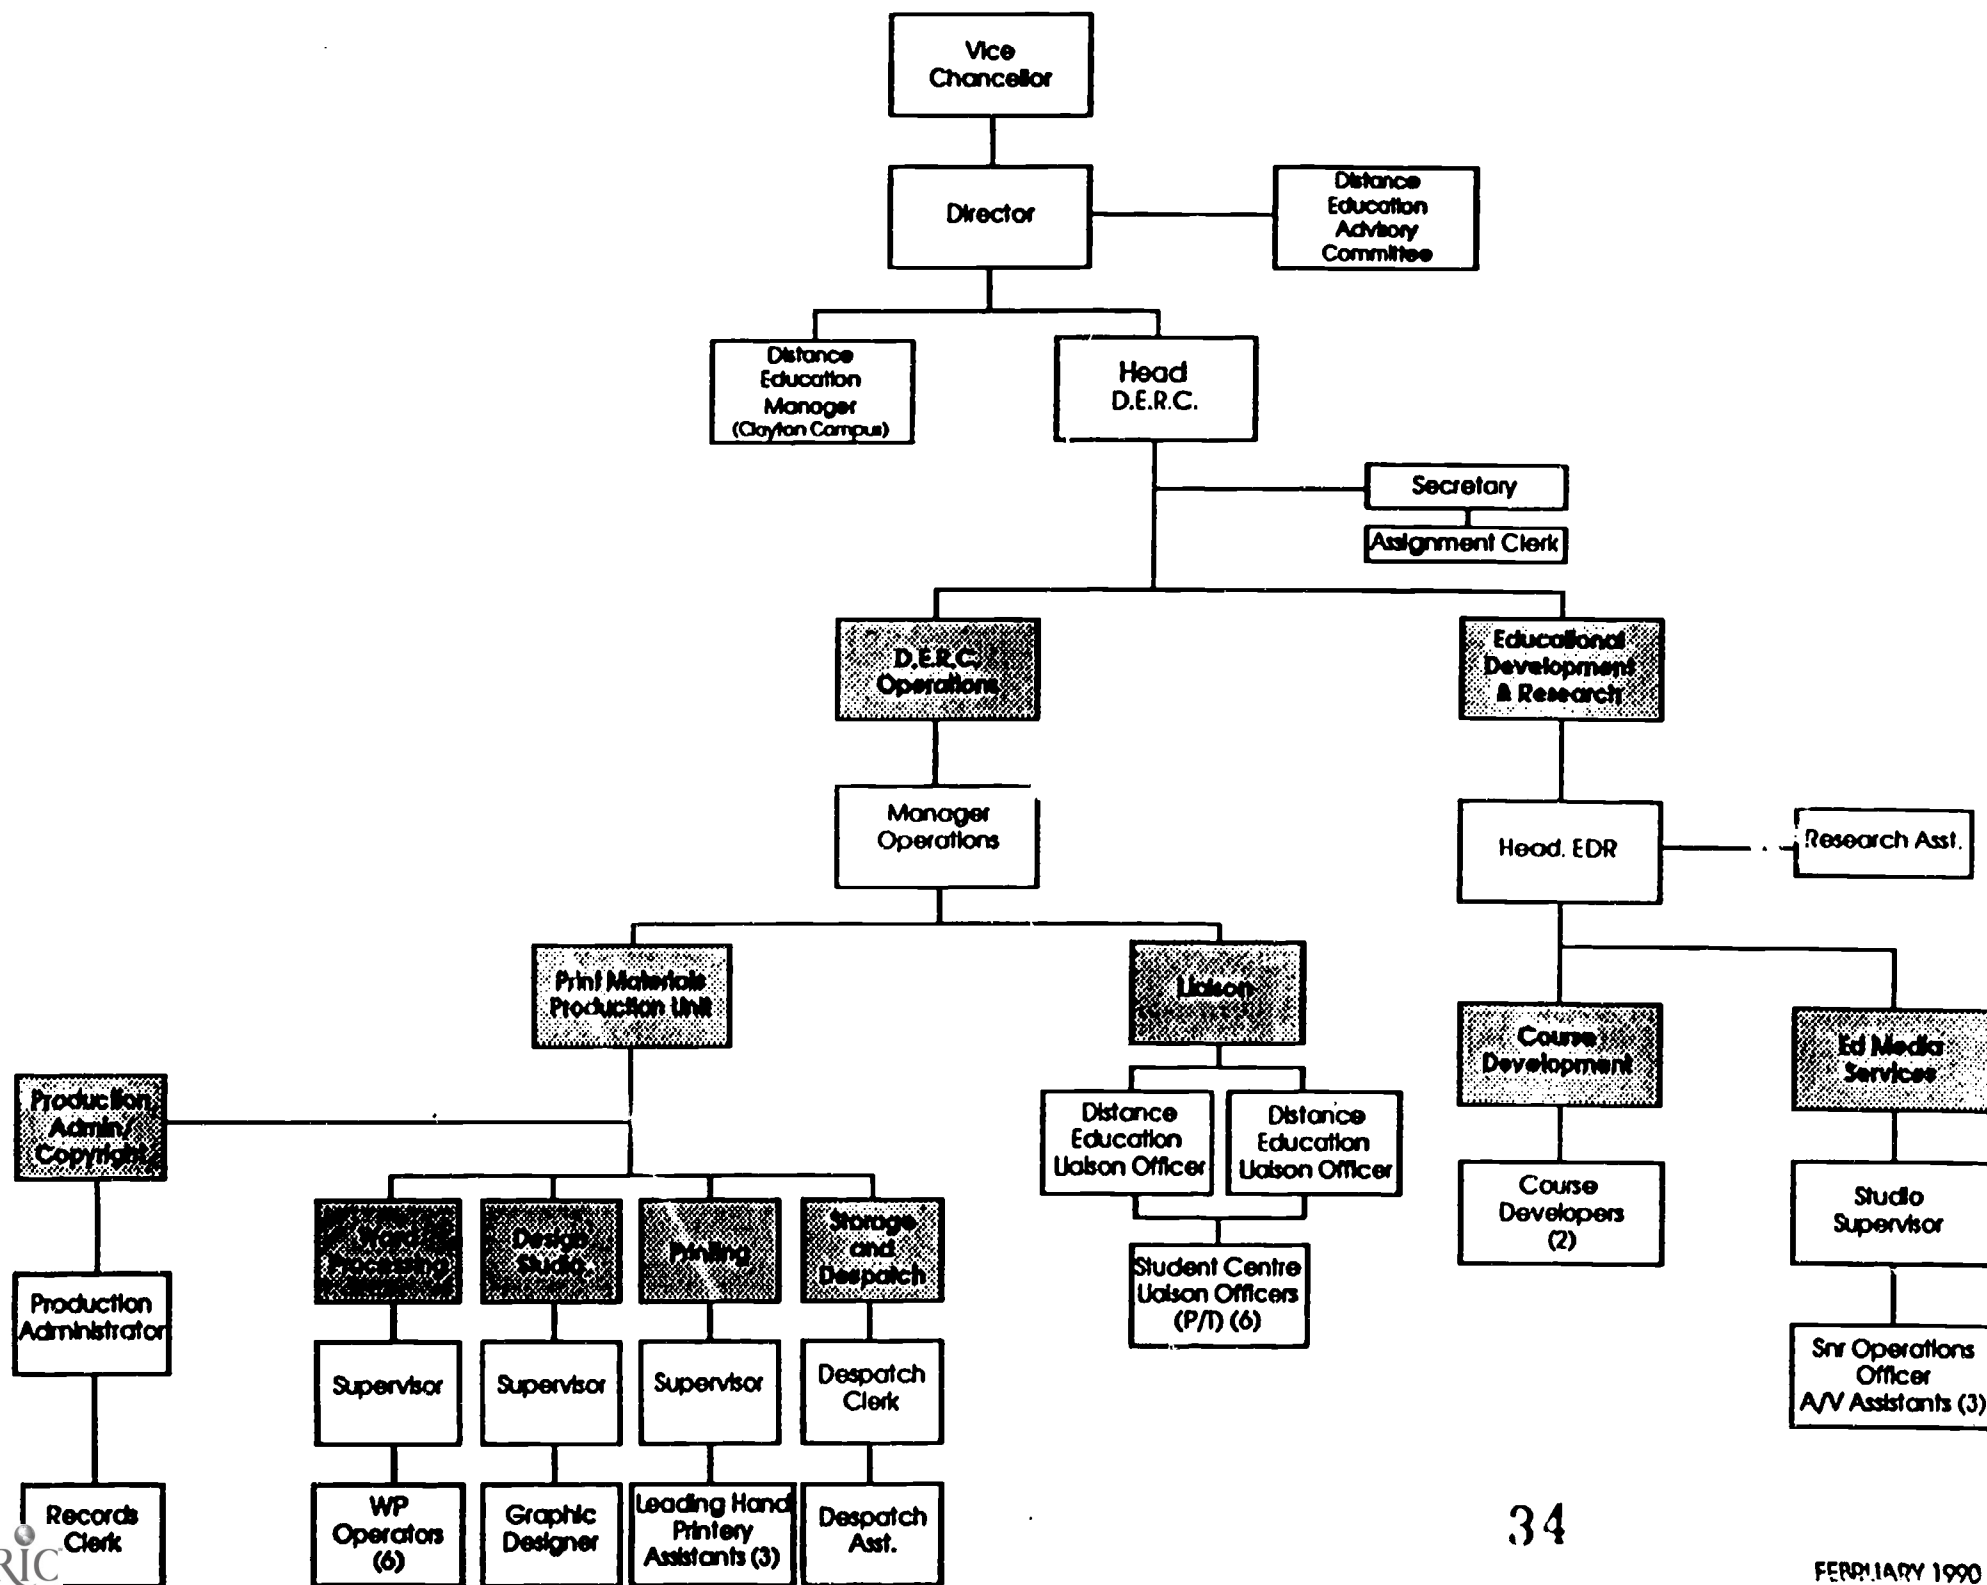 Vice
Chancellor
Director
Distance
Education
Advisory
Committee
Distance
Education
Manager
(Clayton Campus)
Head
D.E.R.C.
Secretary
Assignment Clerk
D.E.R.C.
Operations
Educational
Development
& Research
Manager
Operations
Head. EDR
Research Asst.
Print Materials
Production Unit
Liaison
Course
Development
Ed Media
Services
Production
Admin/
Copyright
Distance
Education
Liaison Officer
Distance
Education
Liaison Officer
Course
Developers
(2)
Studio
Supervisor
Word
Processing
Design
Studio
Printing
Storage
and
Despatch
Student Centre
Liaison Officers
(P/T) (6)
Production
Administrator
Supervisor
Supervisor
Supervisor
Despatch
Clerk
Snr Operations
Officer
A/V Assistants (3)
Records
Clerk
WP
Operators
(6)
Graphic
Designer
Leading Hand
Printery
Assistants (3)
Despatch
Asst.
34
RIC
FEBRUARY 1990